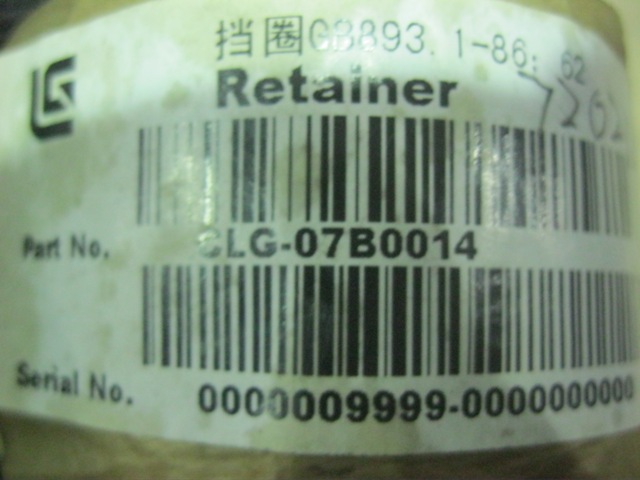 挡圈GB893.1-86: 62
Retainer
7202
Part No. CLG-07B0014
Serial No. 0000009999-0000000000